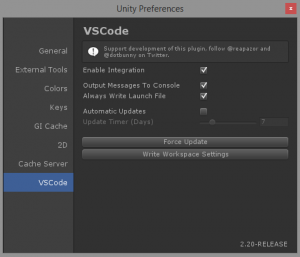 Unity Preferences
x
General
External Tools
Colors
Keys
GI Cache
2D
Cache Server
VSCode
VSCode
Support development of this plugin, follow @reapazor and
@dotbunny on Twitter.
Enable Integration
Output Messages To Console
Always Write Launch File
Automatic Updates
Update Timer (Days) 7
Force Update
Write Workspace Settings
2.20-RELEASE